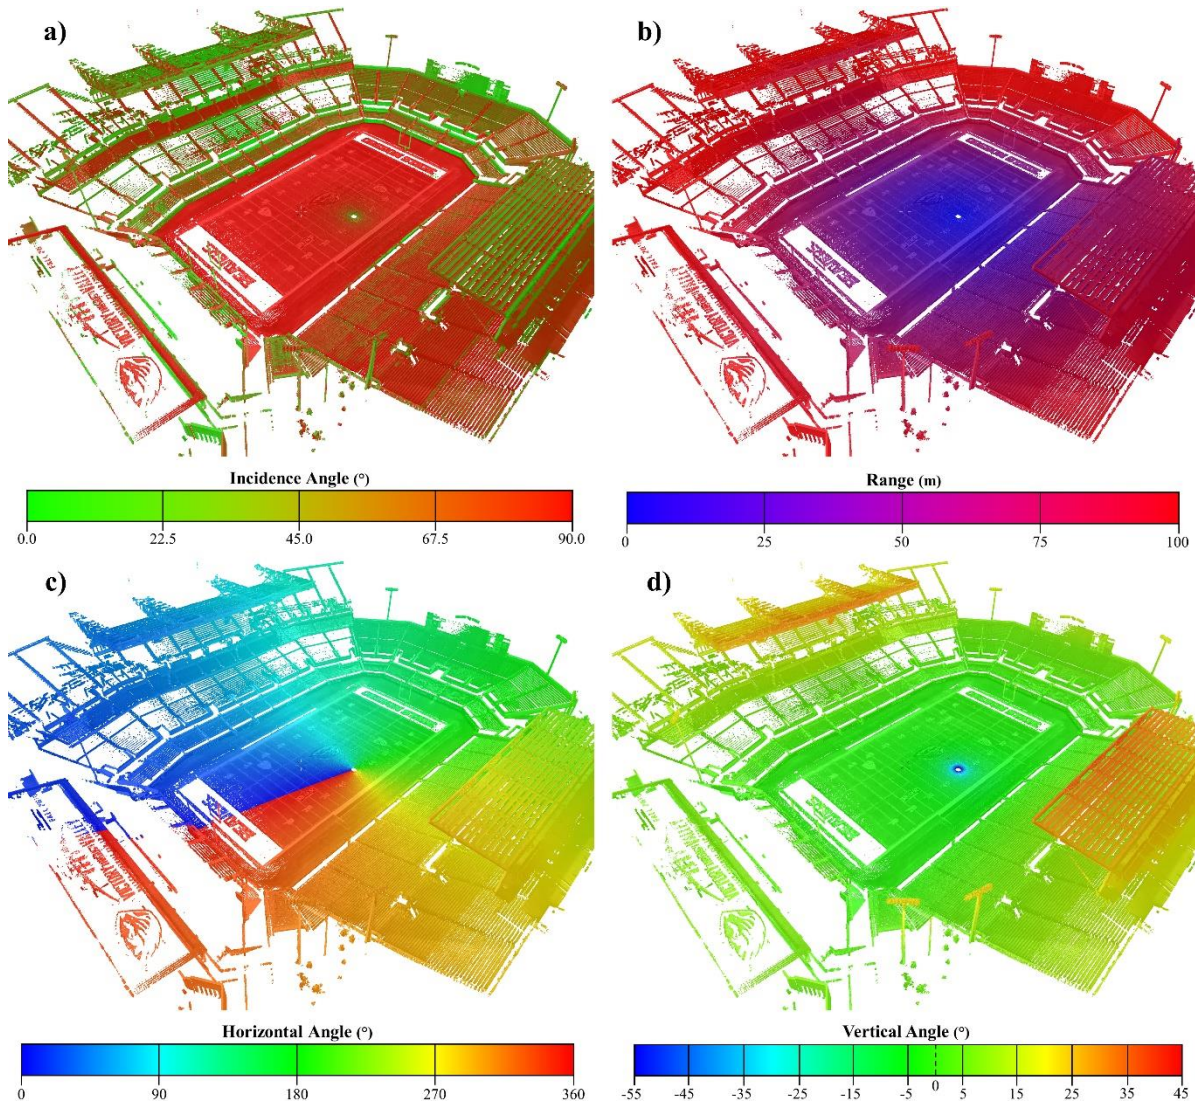 a)
b)
Incidence Angle (°)
0.0 22.5 45.0 67.5 90.0
Range (m)
0 25 50 75 100
c)
d)
Horizontal Angle (°)
0 90 180 270 360
Vertical Angle (°)
-55 -45 -35 -25 -15 -5 0 5 15 25 35 45